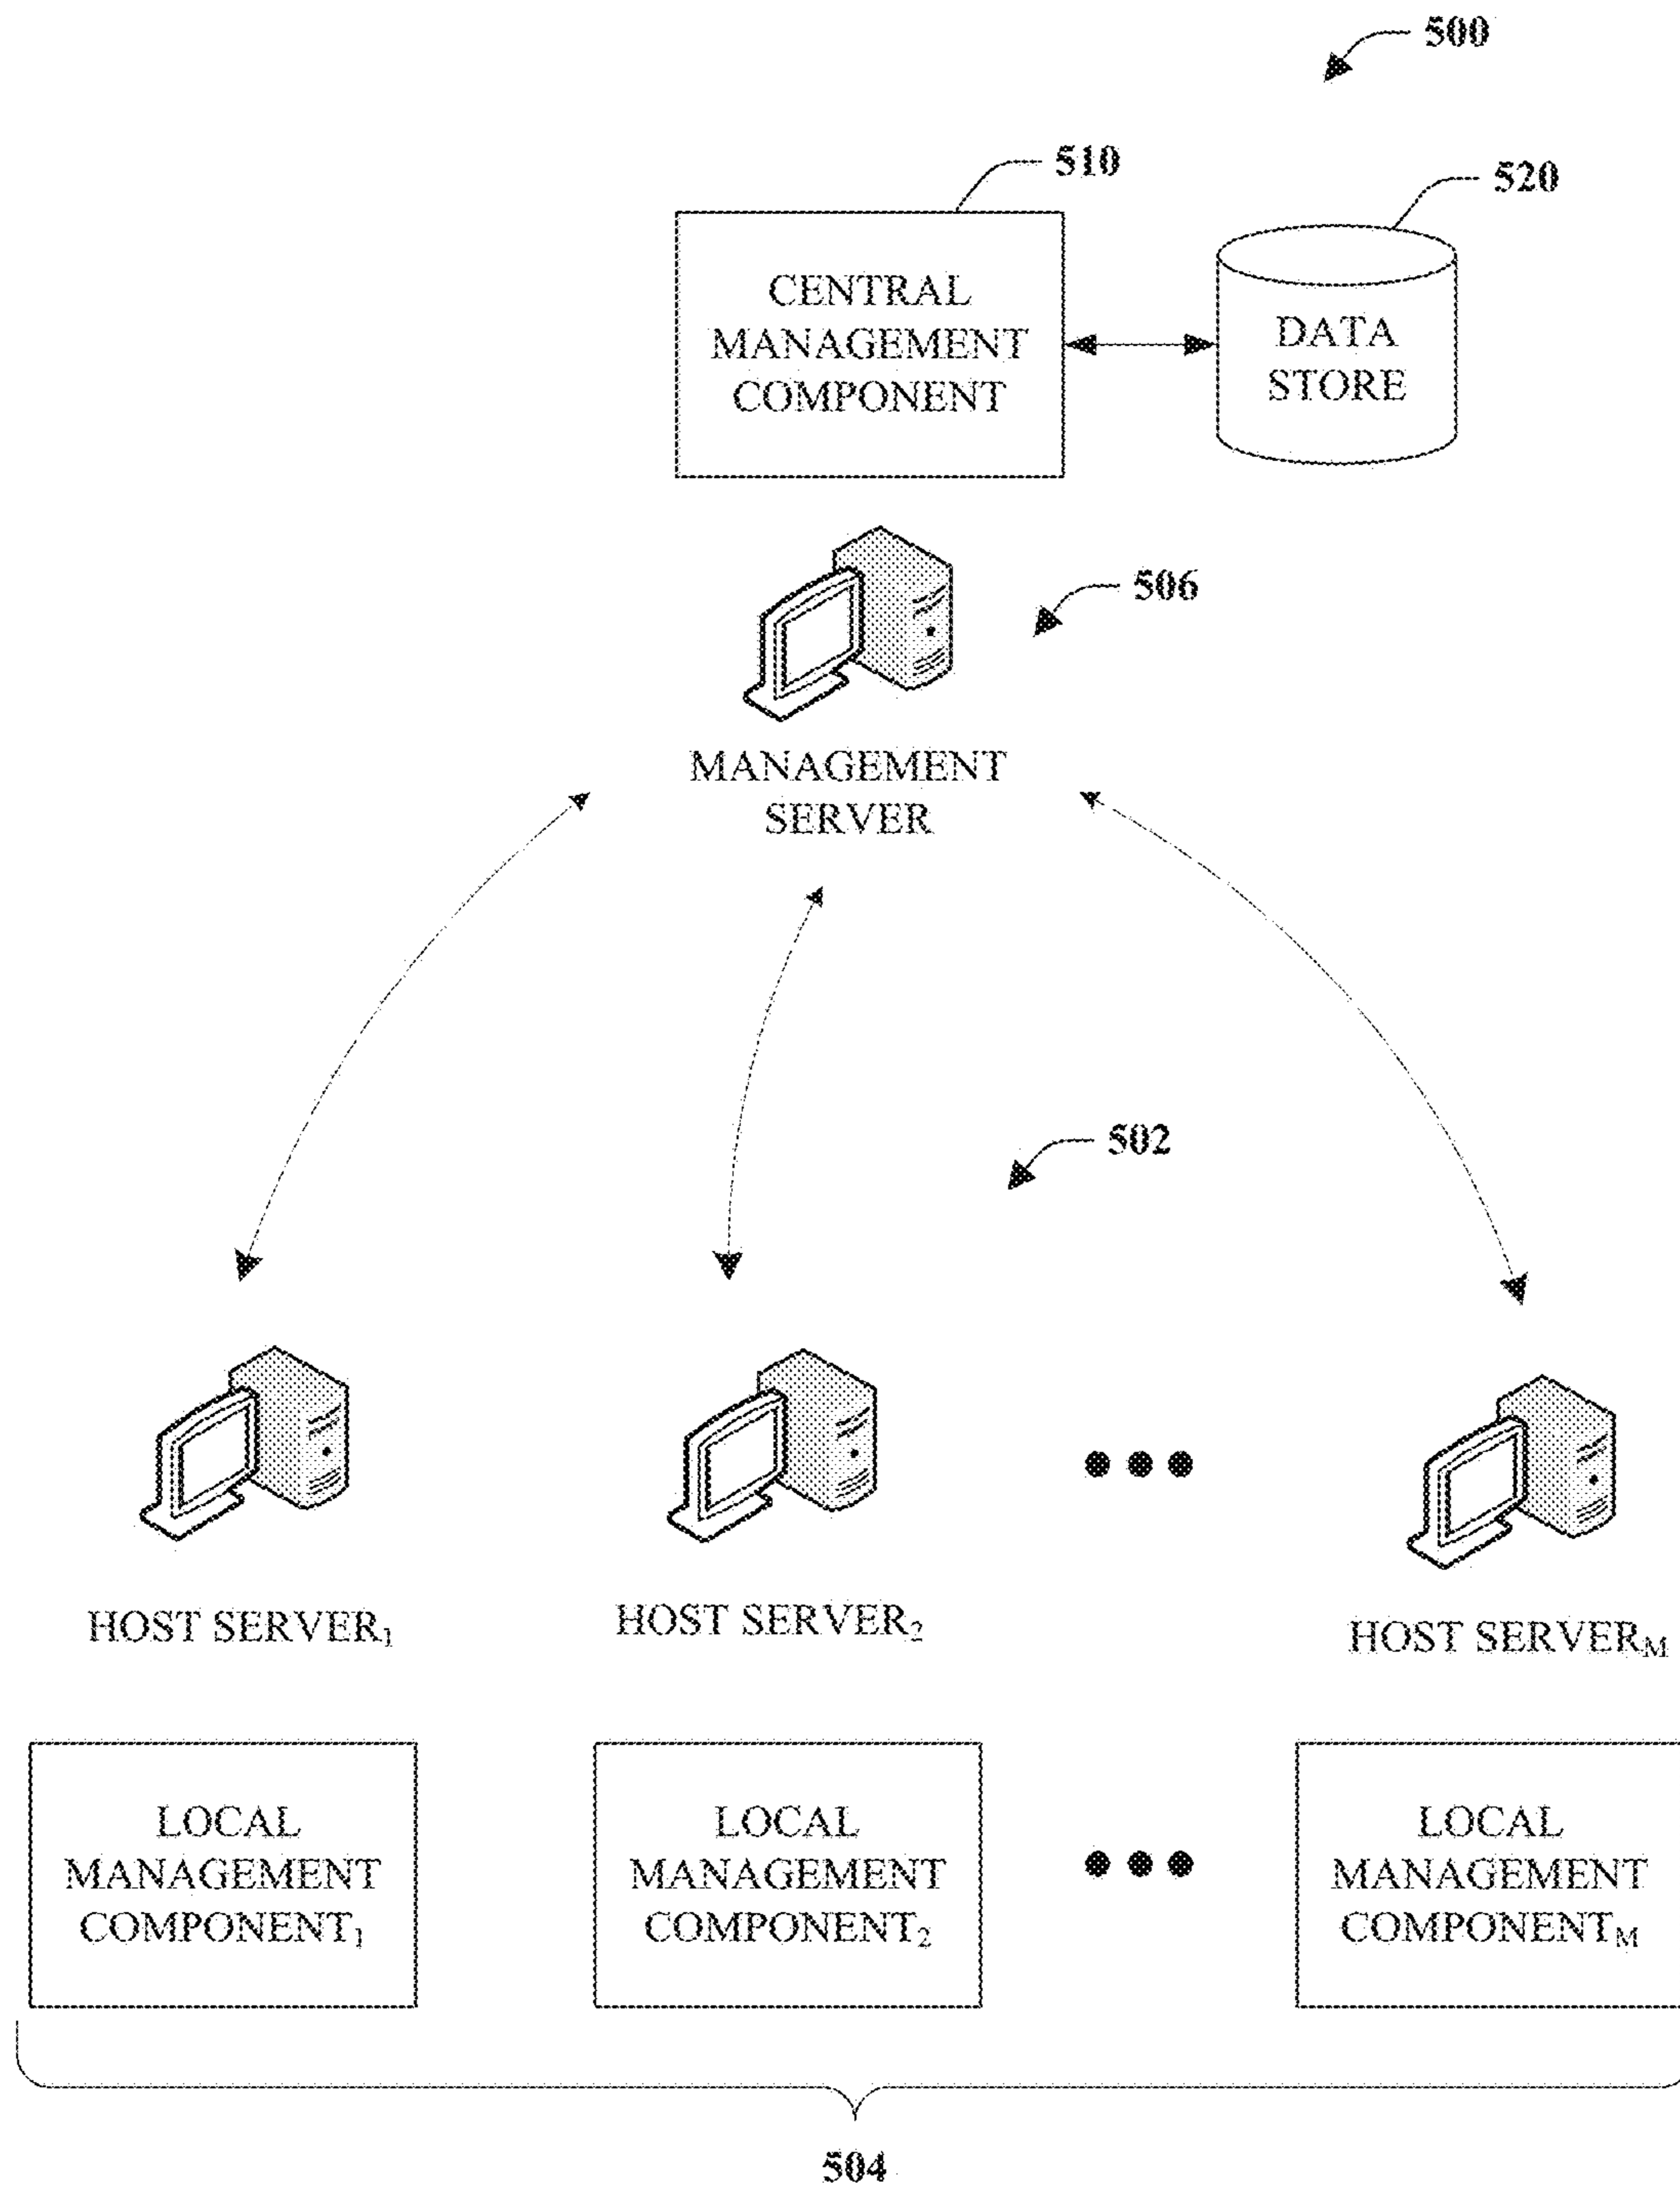 500
510
520
CENTRAL
MANAGEMENT
COMPONENT
DATA
STORE
506
MANAGEMENT
SERVER
502
HOST SERVER₁
HOST SERVER₂
HOST SERVERM
LOCAL
MANAGEMENT
COMPONENT₁
LOCAL
MANAGEMENT
COMPONENT₂
LOCAL
MANAGEMENT
COMPONENTM
504